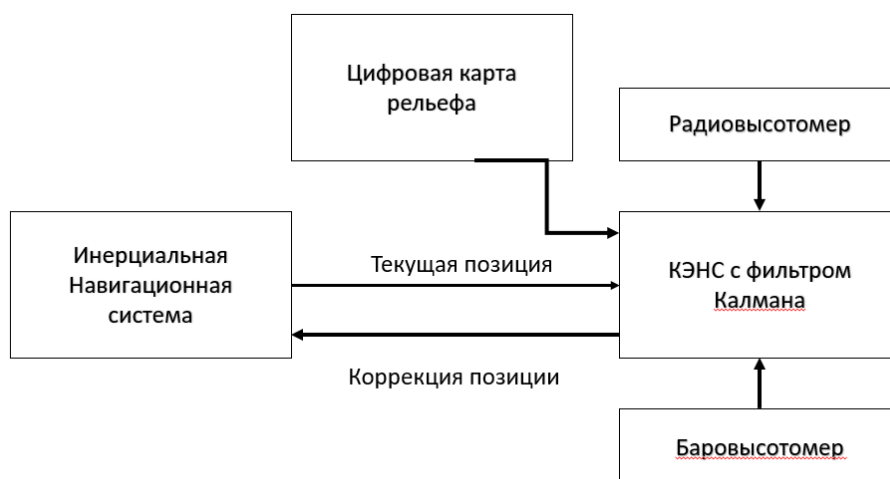 Цифровая карта
рельефа
Радиовысотомер
Инерциальная
Навигационная
система
Текущая позиция
КЭНС с фильтром
Калмана
Коррекция позиции
Баровысотомер